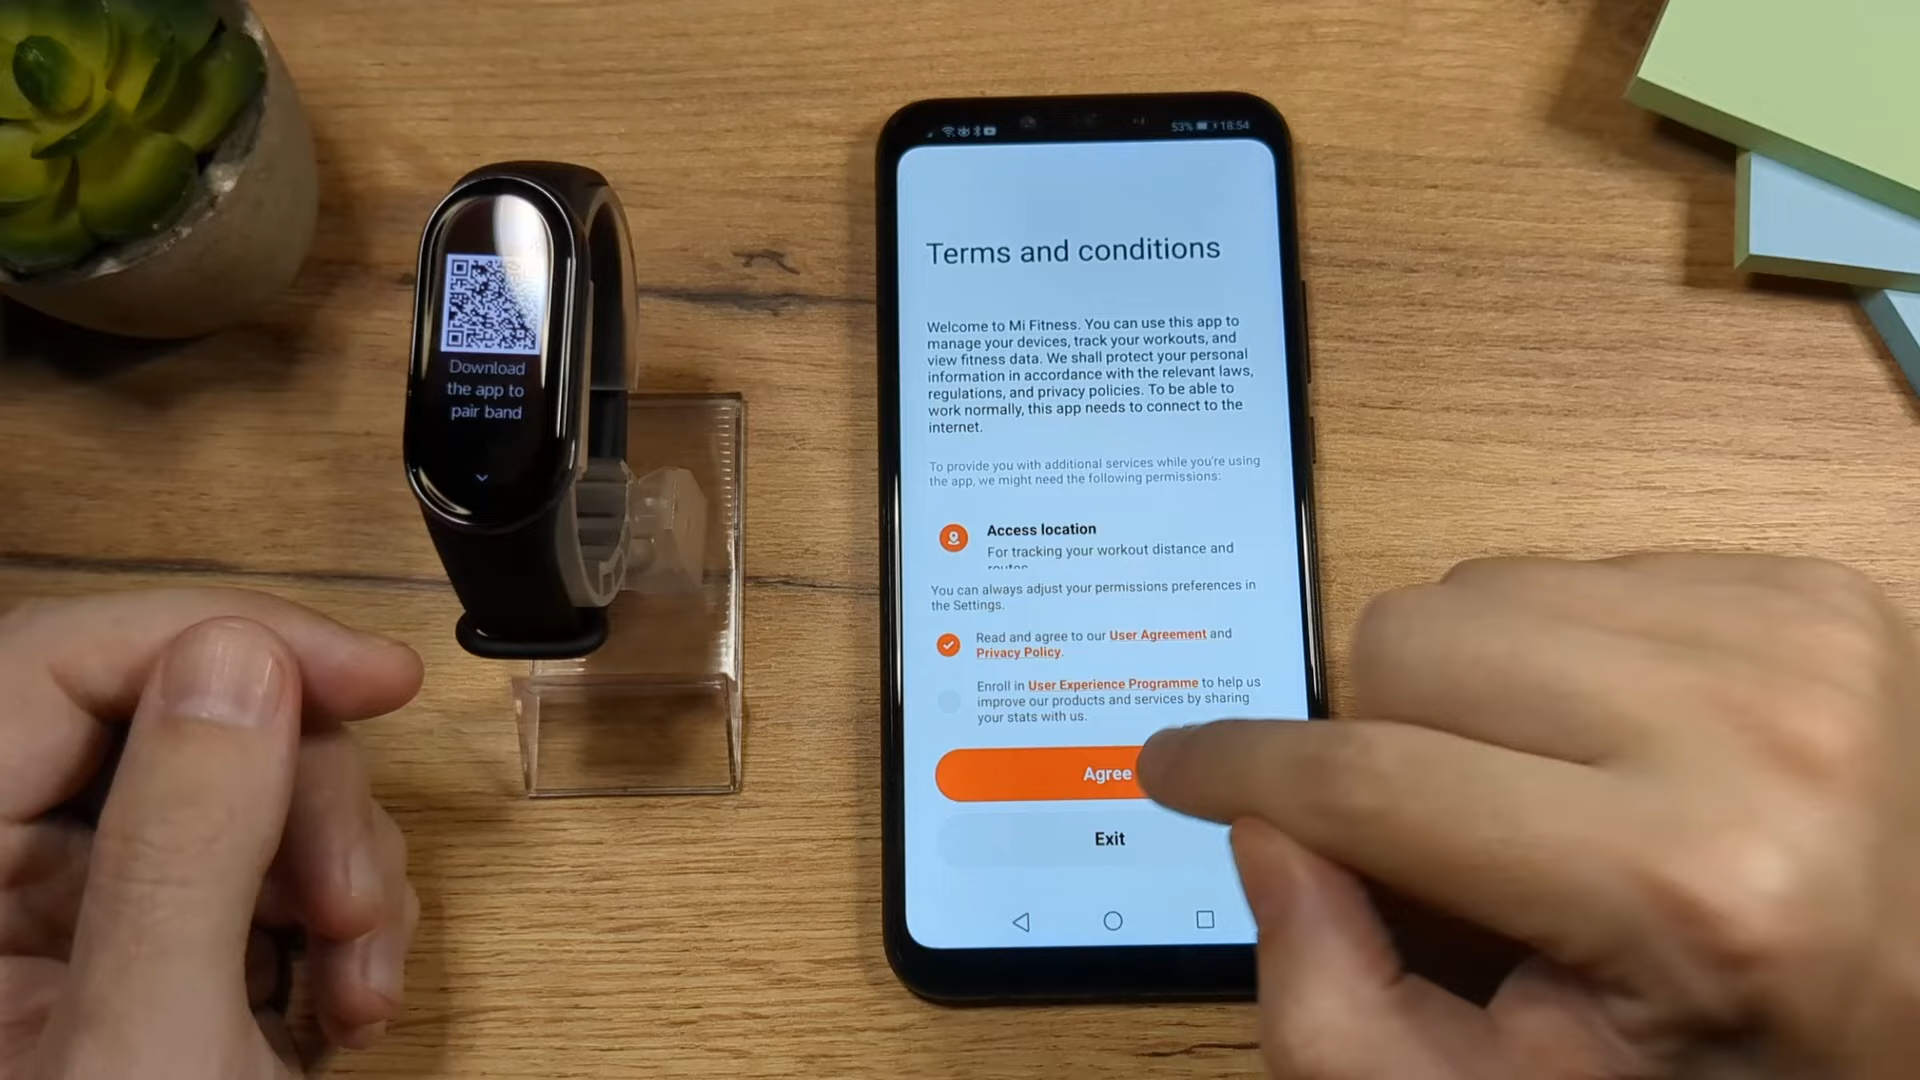 Download
the app to
pair band
53% 18:54
Terms and conditions
Welcome to Mi Fitness. You can use this app to
manage your devices, track your workouts, and
view fitness data. We shall protect your personal
information in accordance with the relevant laws,
regulations, and privacy policies. To be able to
work normally, this app needs to connect to the
internet.
To provide you with additional services while you're using
the app, we might need the following permissions:
Access location
For tracking your workout distance and
routes
You can always adjust your permissions preferences in
the Settings.
Read and agree to our User Agreement and
Privacy Policy.
Enroll in User Experience Programme to help us
improve our products and services by sharing
your stats with us.
Agree
Exit